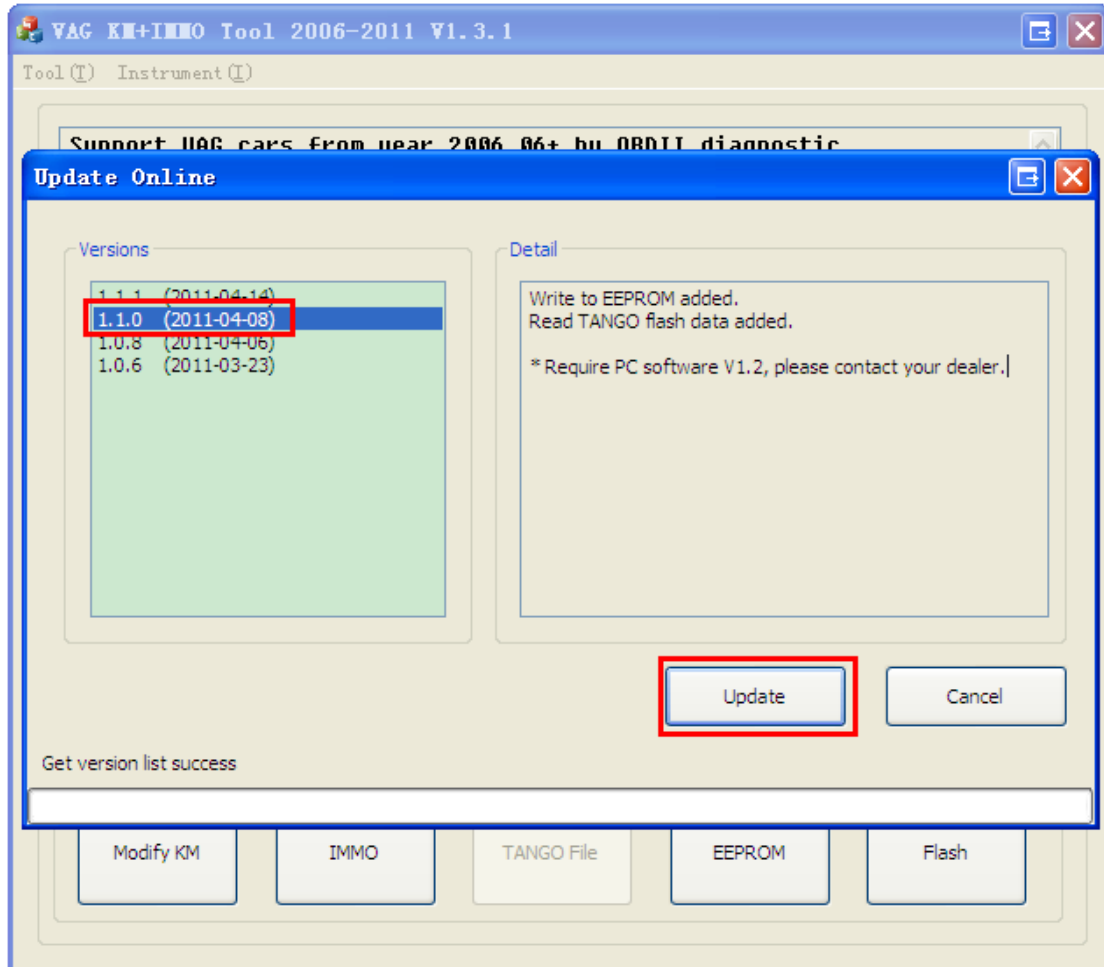 VAG KM+IMMO Tool 2006-2011 V1.3.1
Tool(T) Instrument(I)
Support VAG cars from year 2006 06+ by OBDII diagnostic
Update Online
Versions
1.1.1 (2011-04-14)
1.1.0 (2011-04-08)
1.0.8 (2011-04-06)
1.0.6 (2011-03-23)
Detail
Write to EEPROM added.
Read TANGO flash data added.
* Require PC software V1.2, please contact your dealer.
Update Cancel
Get version list success
Modify KM IMMO TANGO File EEPROM Flash